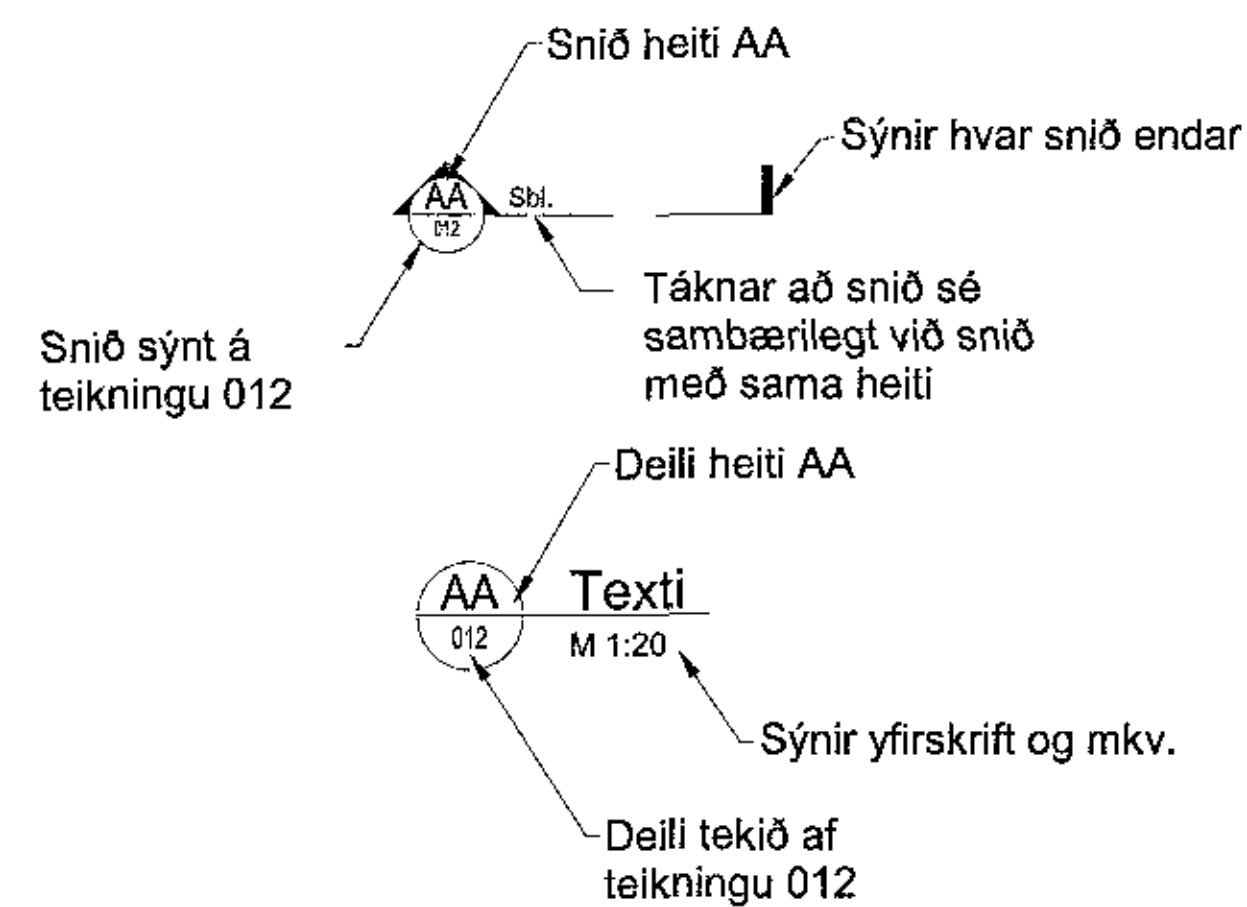 Snið heiti AA
Sýnir hvar snið endar
AA
Sbl.
012
Táknar að snið sé
sambærilegt við snið
með sama heiti
Snið sýnt á
teikningu 012
Deili heiti AA
AA
Texti
012
M 1:20
Sýnir yfirskrift og mkv.
Deili tekið af
teikningu 012